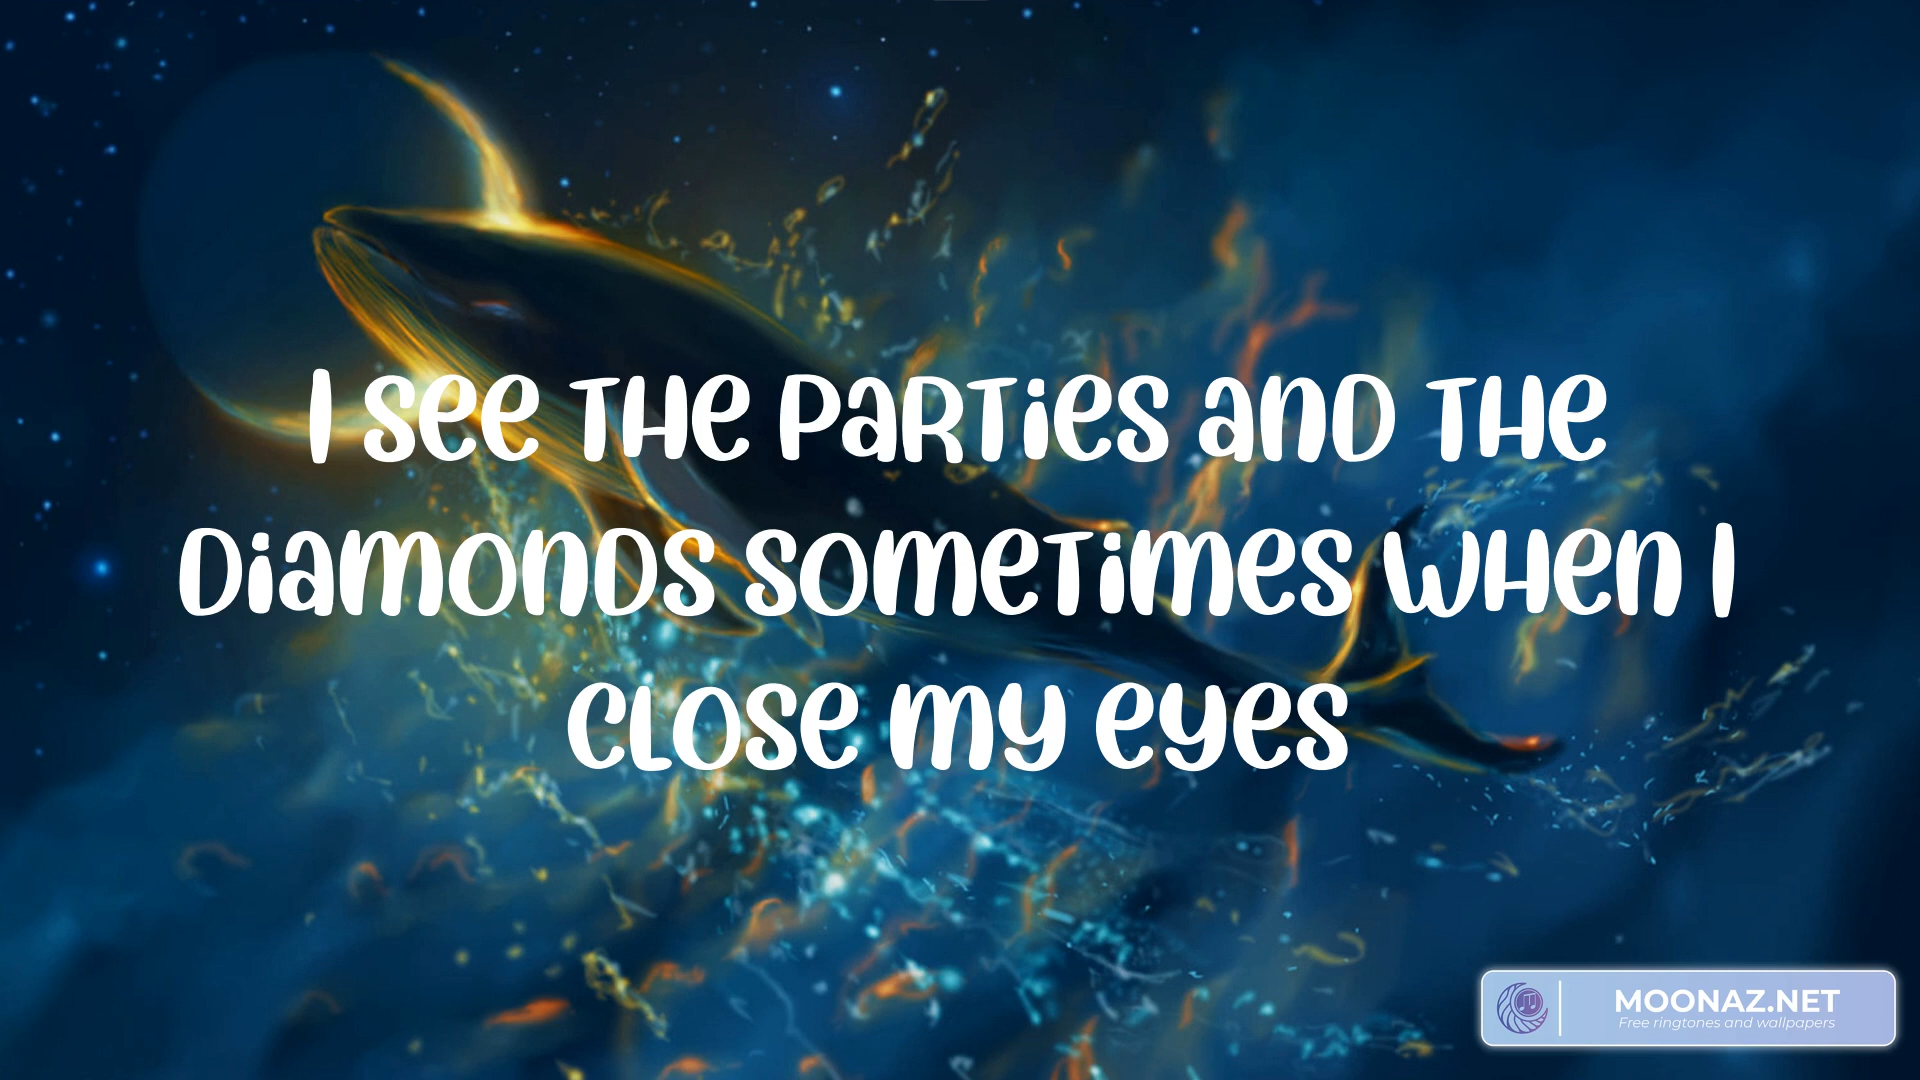 I see the parties and the
diamonds sometimes when I
close my eyes
MOONAZ.NET
Free ringtones and wallpapers